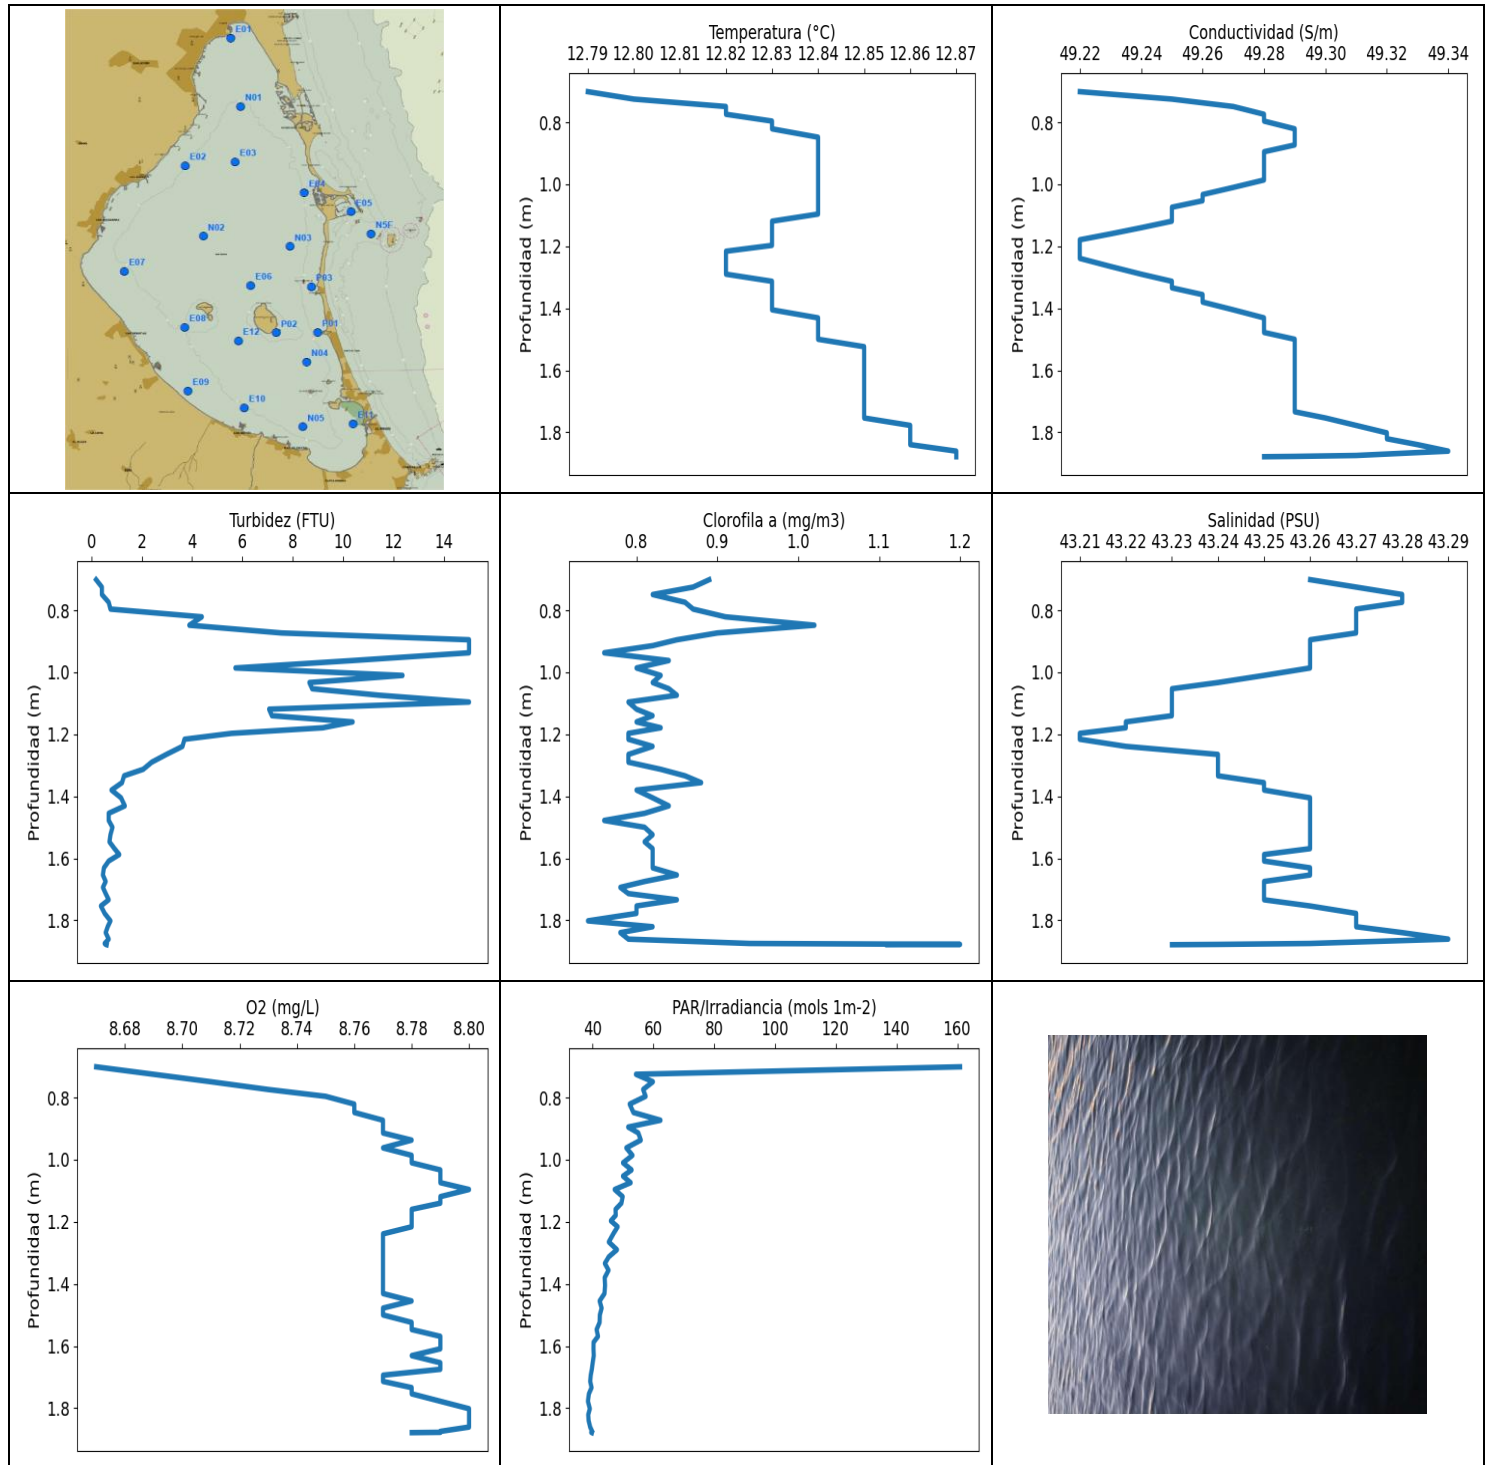 E01
N01
E02
E03
E04
E05
N5E
N02
N03
E07
E06
P03
E08
P02
P01
E12
N04
E09
E10
N05
E11
Temperatura (°C)
12.79 12.80 12.81 12.82 12.83 12.84 12.85 12.86 12.87
Profundidad (m)
0.8
1.0
1.2
1.4
1.6
1.8
Conductividad (S/m)
49.22 49.24 49.26 49.28 49.30 49.32 49.34
Profundidad (m)
0.8
1.0
1.2
1.4
1.6
1.8
Turbidez (FTU)
0 2 4 6 8 10 12 14
Profundidad (m)
0.8
1.0
1.2
1.4
1.6
1.8
Clorofila a (mg/m3)
0.8 0.9 1.0 1.1 1.2
Profundidad (m)
0.8
1.0
1.2
1.4
1.6
1.8
Salinidad (PSU)
43.21 43.22 43.23 43.24 43.25 43.26 43.27 43.28 43.29
Profundidad (m)
0.8
1.0
1.2
1.4
1.6
1.8
O2 (mg/L)
8.68 8.70 8.72 8.74 8.76 8.78 8.80
Profundidad (m)
0.8
1.0
1.2
1.4
1.6
1.8
PAR/Irradiancia (mols 1m-2)
40 60 80 100 120 140 160
Profundidad (m)
0.8
1.0
1.2
1.4
1.6
1.8